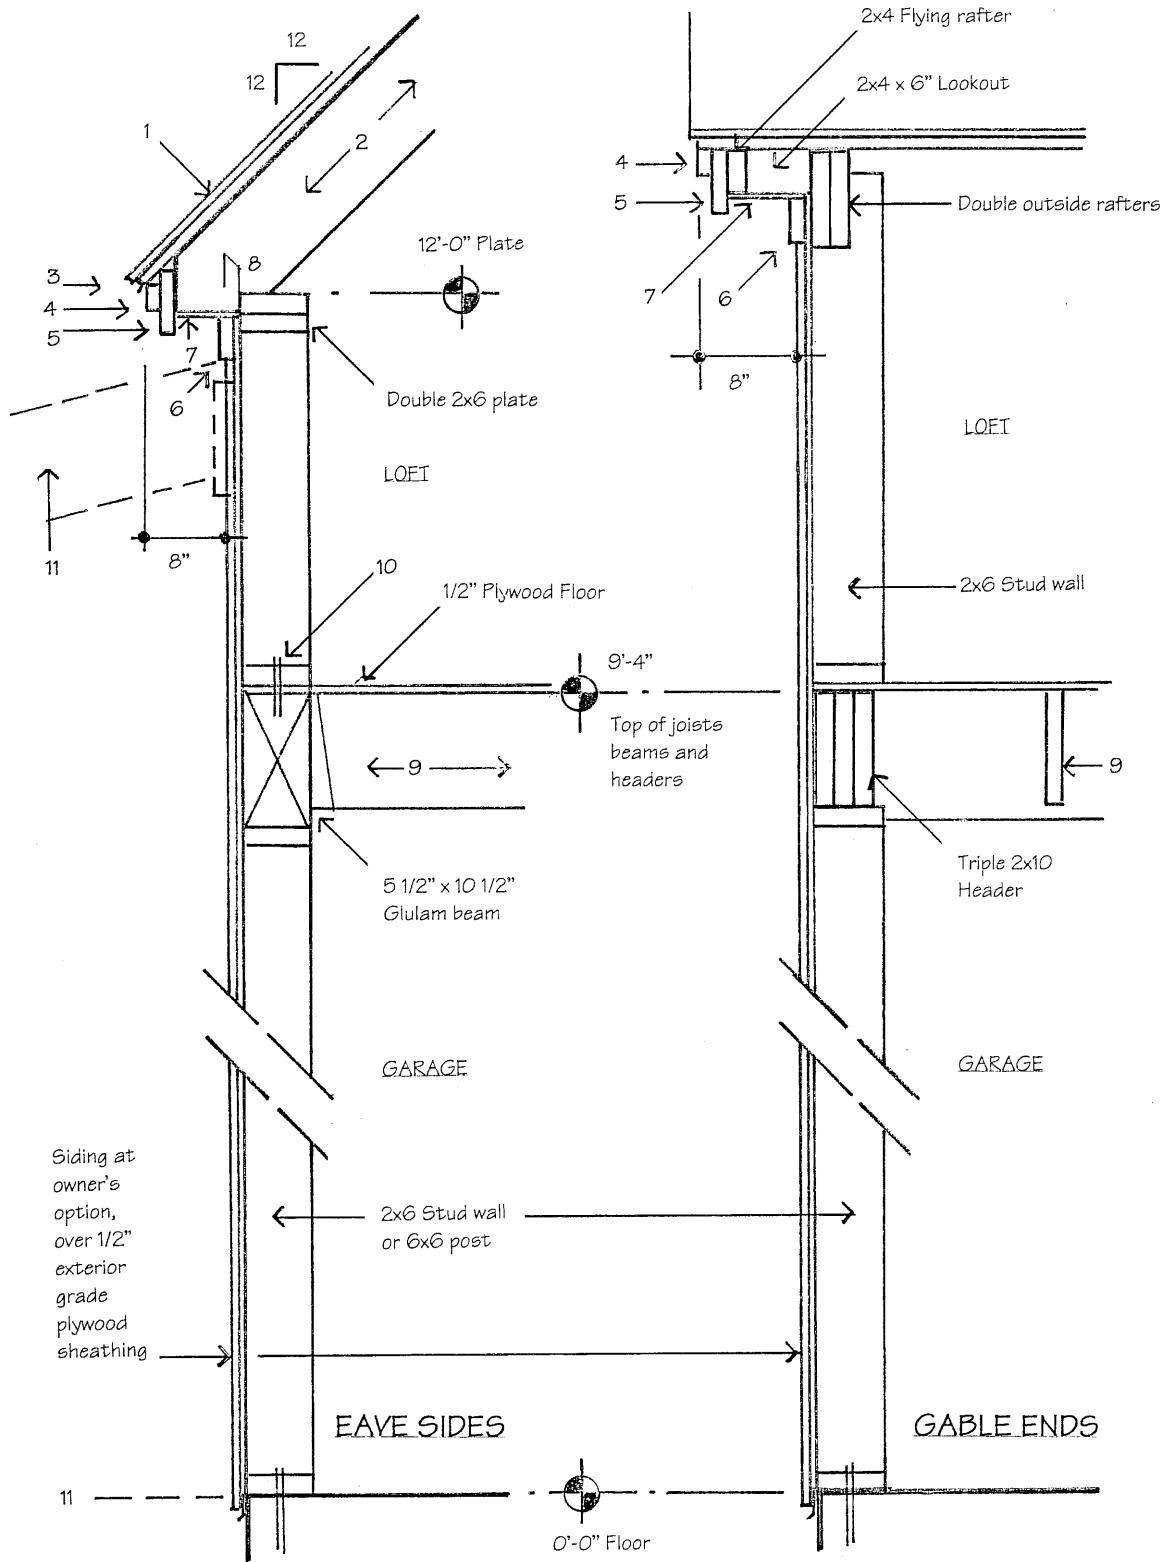 12
12
1
2
3
4
5
8
7
6
12'-0" Plate
Double 2x6 plate
LOFT
11
8"
10
1/2" Plywood Floor
9'-4"
Top of joists
beams and
headers
9
5 1/2" x 10 1/2"
Glulam beam
GARAGE
Siding at
owner's
option,
over 1/2"
exterior
grade
plywood
sheathing
2x6 Stud wall
or 6x6 post
EAVE SIDES
11
0'-0" Floor
2x4 Flying rafter
2x4 x 6" Lookout
4
5
Double outside rafters
7
6
8"
LOFT
2x6 Stud wall
9
Triple 2x10
Header
GARAGE
GABLE ENDS